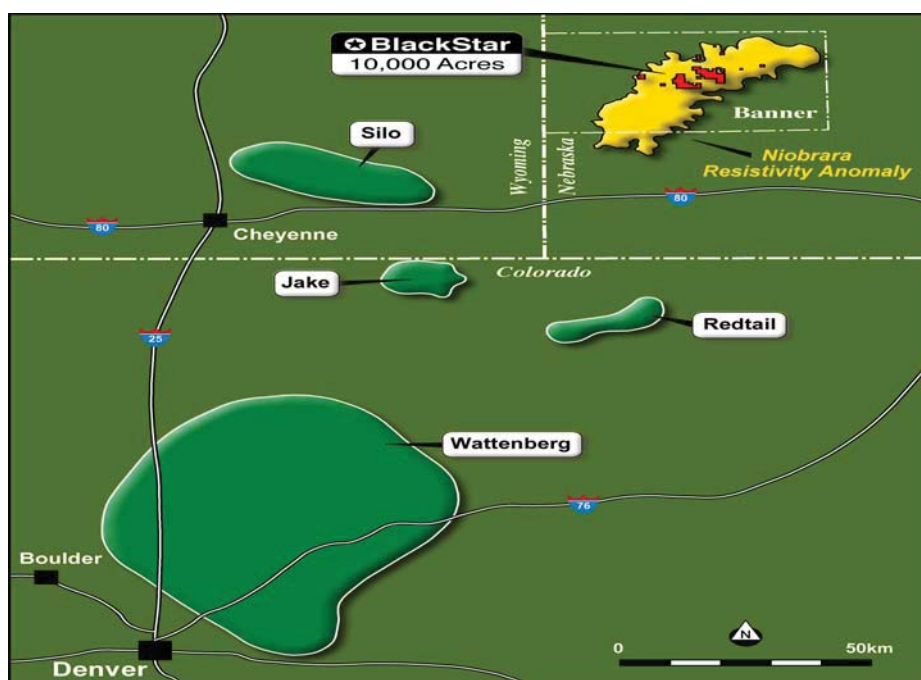 BlackStar
10,000 Acres
Banner
Silo
Wyoming
Nebraska
Niobrara
Resistivity Anomaly
80
80
Cheyenne
Colorado
Jake
Redtail
25
Wattenberg
76
Boulder
N
0
50km
Denver